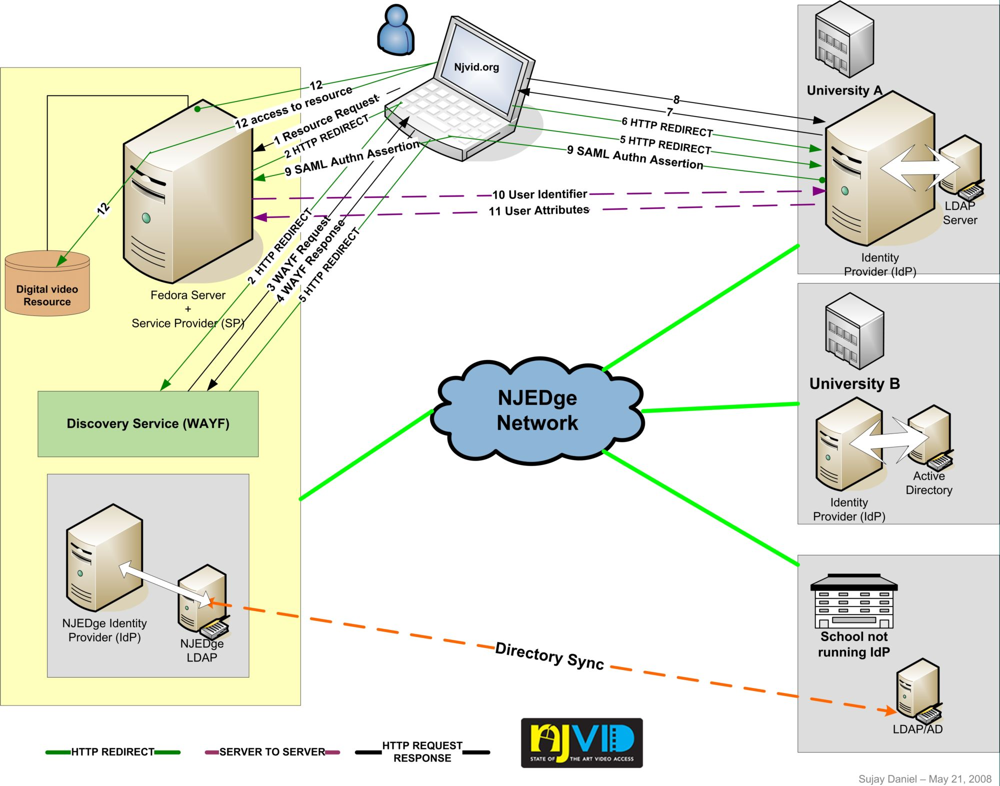 Njvid.org
12
12 access to resource
1 Resource Request
2 HTTP REDIRECT
9 SAML Authn Assertion
8
7
6 HTTP REDIRECT
5 HTTP REDIRECT
9 SAML Authn Assertion
10 User Identifier
11 User Attributes
12
2 HTTP REDIRECT
3 WAYF Request
4 WAYF Response
5 HTTP REDIRECT
Digital video
Resource
Fedora Server
+
Service Provider (SP)
Discovery Service (WAYF)
NJEDge Identity
Provider (IdP)
NJEDge
LDAP
NJEDge
Network
Directory Sync
University A
LDAP
Server
Identity
Provider (IdP)
University B
Active
Directory
Identity
Provider (IdP)
School not
running IdP
LDAP/AD
HTTP REDIRECT
SERVER TO SERVER
HTTP REQUEST
RESPONSE
NJVID
STATE OF THE ART VIDEO ACCESS
Sujay Daniel – May 21, 2008